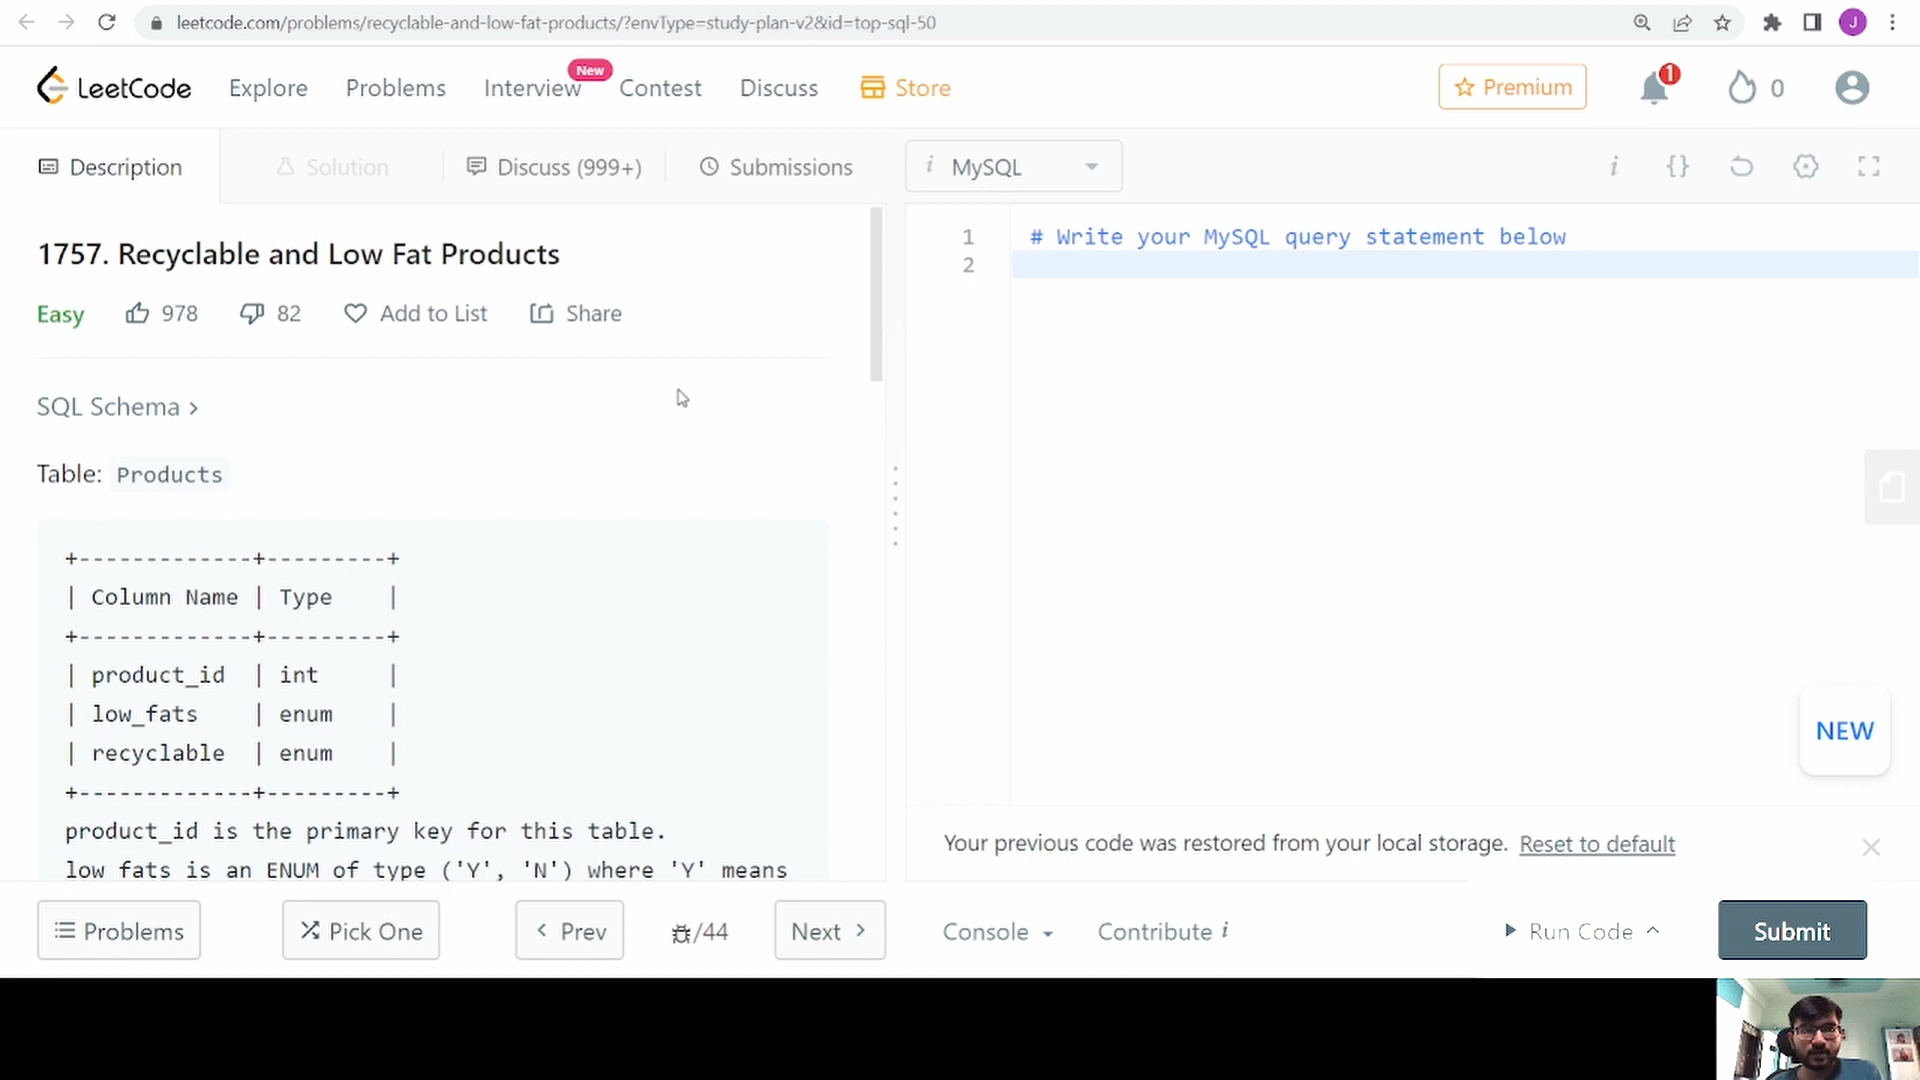 leetcode.com/problems/recyclable-and-low-fat-products/?envType=study-plan-v2&id=top-sql-50
J
LeetCode
Explore
Problems
Interview
New
Contest
Discuss
Store
Premium
1
0
Description
Solution
Discuss (999+)
Submissions
i MySQL
i {}
1757. Recyclable and Low Fat Products
Easy
978
82
Add to List
Share
SQL Schema >
Table: Products
+-------------+---------+
| Column Name | Type    |
+-------------+---------+
| product_id  | int     |
| low_fats    | enum    |
| recyclable  | enum    |
+-------------+---------+
product_id is the primary key for this table.
low_fats is an ENUM of type ('Y', 'N') where 'Y' means
1 # Write your MySQL query statement below
2
NEW
Your previous code was restored from your local storage. Reset to default
Problems
Pick One
Prev
/44
Next
Console
Contribute i
Run Code
Submit